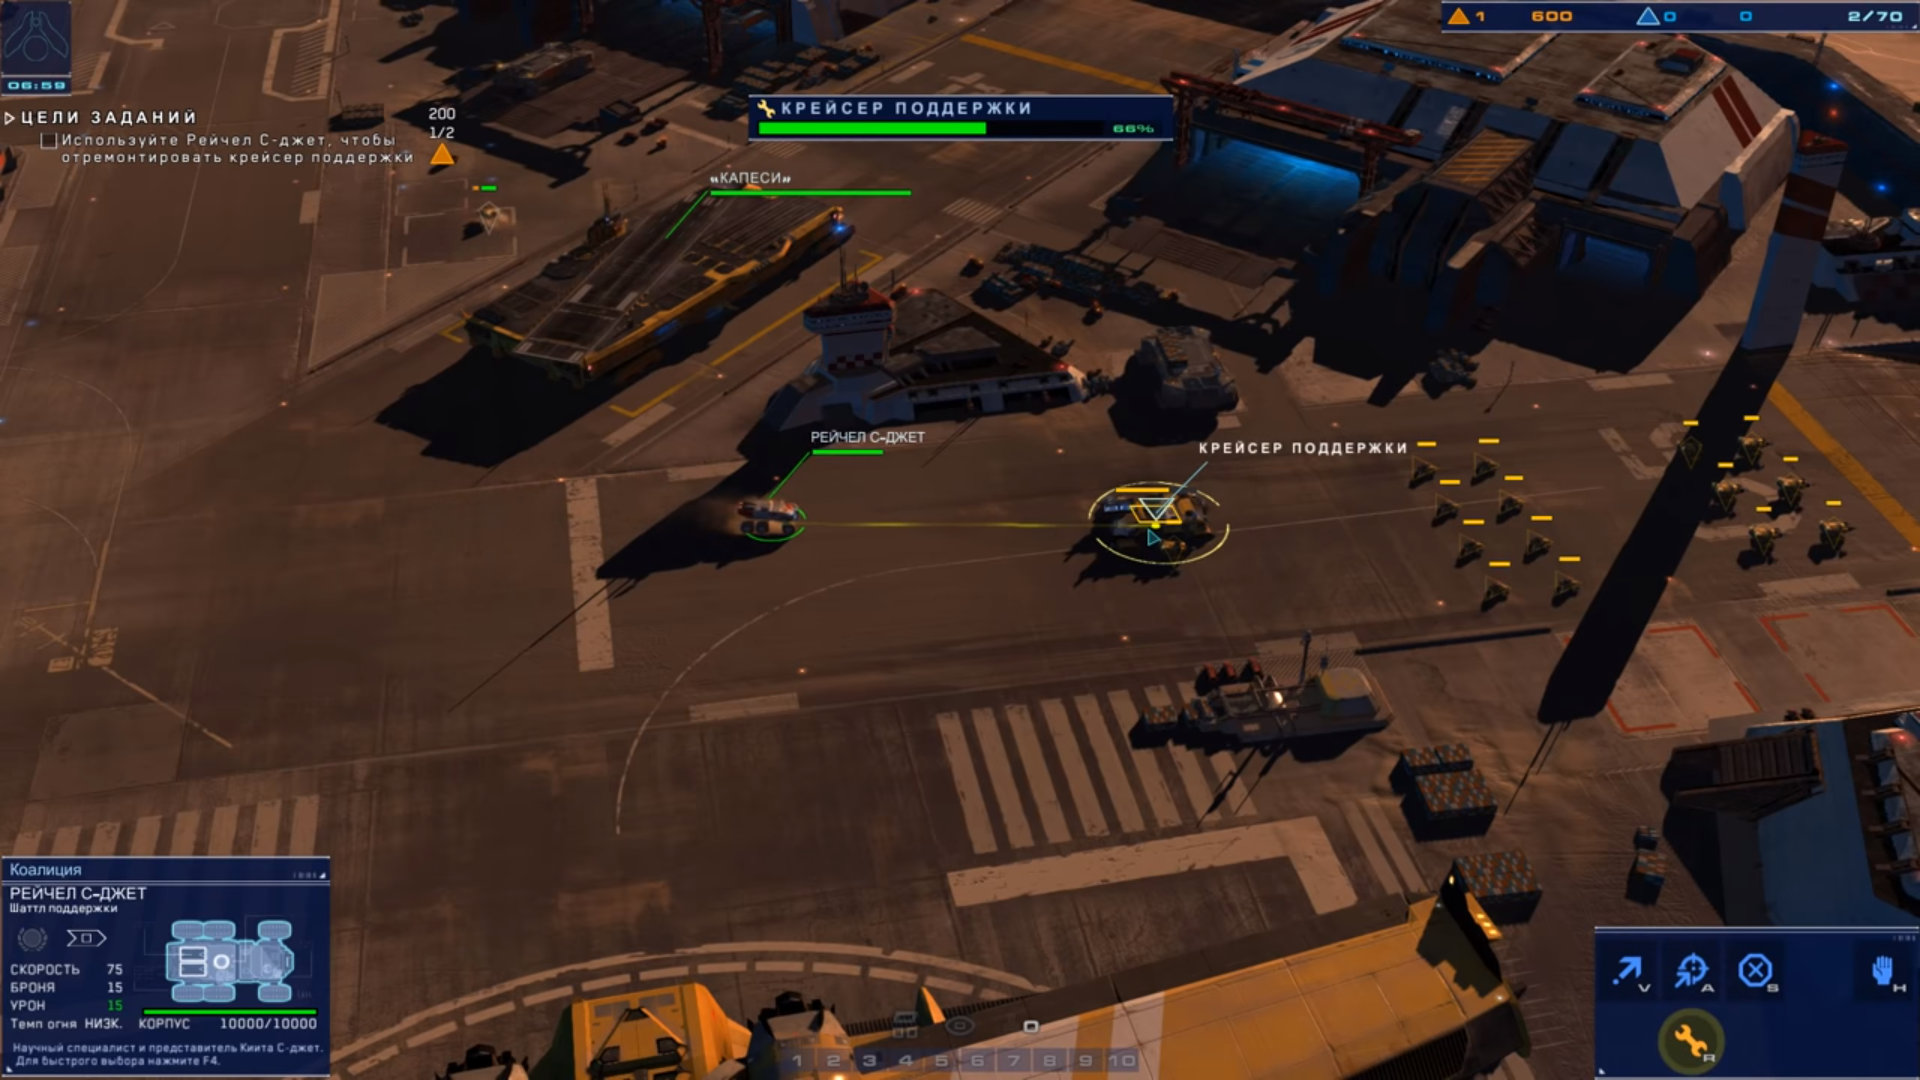 1 600 0 0 2/70
06:59
ЦЕЛИ ЗАДАНИЙ
Используйте Рейчел С-джет, чтобы
отремонтировать крейсер поддержки
200
1/2
КРЕЙСЕР ПОДДЕРЖКИ
66%
«КАПЕСИ»
РЕЙЧЕЛ С-ДЖЕТ
КРЕЙСЕР ПОДДЕРЖКИ
Коалиция
РЕЙЧЕЛ С-ДЖЕТ
Шаттл поддержки
СКОРОСТЬ 75
БРОНЯ 15
УРОН 15
Темп огня НИЗК. КОРПУС 10000/10000
Научный специалист и представитель Киита С-джет.
Для быстрого выбора нажмите F4.
1 2 3 4 5 6 7 8 9 10
V A S H
R